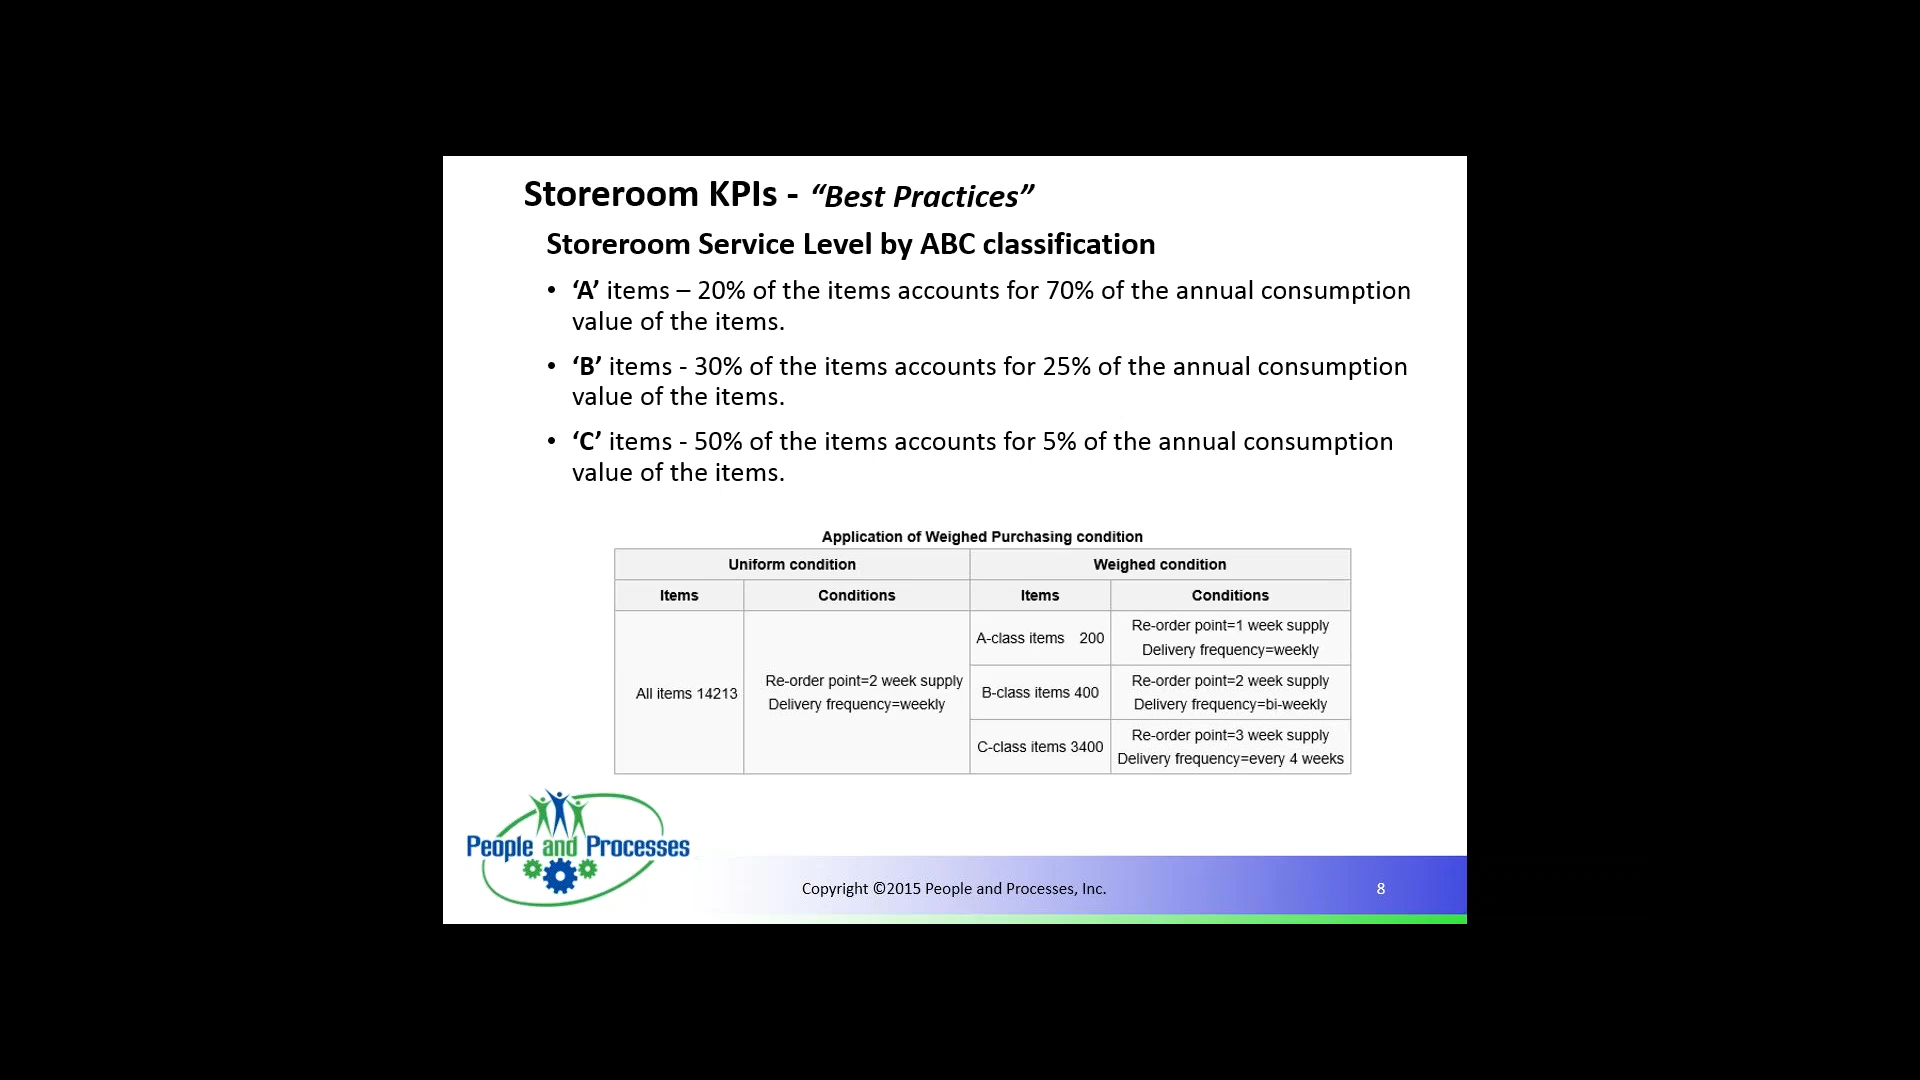 Storeroom KPIs - “Best Practices”
Storeroom Service Level by ABC classification
• ‘A’ items – 20% of the items accounts for 70% of the annual consumption
value of the items.
• ‘B’ items - 30% of the items accounts for 25% of the annual consumption
value of the items.
• ‘C’ items - 50% of the items accounts for 5% of the annual consumption
value of the items.
Application of Weighed Purchasing condition
Uniform condition Weighed condition
Items Conditions Items Conditions
All items 14213
Re-order point=2 week supply
Delivery frequency=weekly
A-class items 200
Re-order point=1 week supply
Delivery frequency=weekly
B-class items 400
Re-order point=2 week supply
Delivery frequency=bi-weekly
C-class items 3400
Re-order point=3 week supply
Delivery frequency=every 4 weeks
People and Processes
Copyright ©2015 People and Processes, Inc.
8